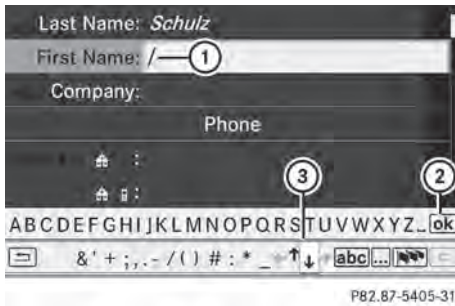 Last Name: Schulz
First Name: /
1
Company:
Phone
:
:
3
2
ABCDEFGHIJKLMNOPQRSTUVWXYZ_ ok
&'+;,.-/()#:*_ abc ...
P82.87-5405-31